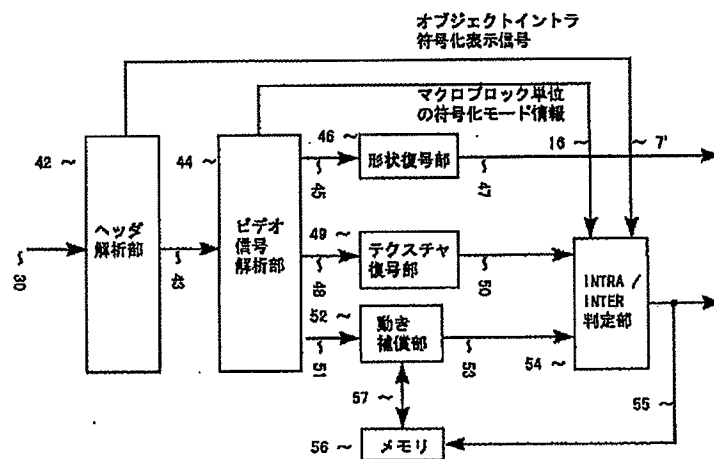 オブジェクトイントラ
符号化表示信号
マクロブロック単位
の符号化モード情報
42
44
46
16
7'
形状復号部
45
47
ヘッダ
解析部
ビデオ
信号
解析部
49
テクスチャ
復号部
30
43
48
50
INTRA /
INTER
判定部
52
動き
補償部
51
53
54
57
55
56
メモリ